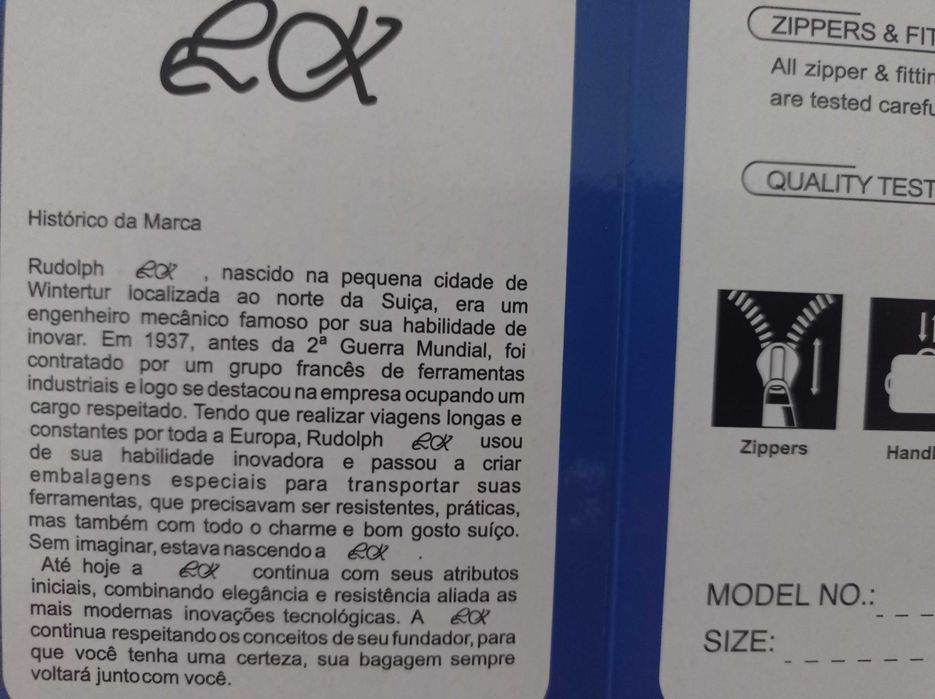 Histórico da Marca
Rudolph , nascido na pequena cidade de
Wintertur localizada ao norte da Suiça, era um
engenheiro mecânico famoso por sua habilidade de
inovar. Em 1937, antes da 2ª Guerra Mundial, foi
contratado por um grupo francês de ferramentas
industriais e logo se destacou na empresa ocupando um
cargo respeitado. Tendo que realizar viagens longas e
constantes por toda a Europa, Rudolph usou
de sua habilidade inovadora e passou a criar
embalagens especiais para transportar suas
ferramentas, que precisavam ser resistentes, práticas,
mas também com todo o charme e bom gosto suíço.
Sem imaginar, estava nascendo a .
Até hoje a continua com seus atributos
iniciais, combinando elegância e resistência aliada as
mais modernas inovações tecnológicas. A
continua respeitando os conceitos de seu fundador, para
que você tenha uma certeza, sua bagagem sempre
voltará junto com você.
ZIPPERS & FIT
All zipper & fittin
are tested carefu
QUALITY TEST
Zippers
Handl
MODEL NO.: _ _ _
SIZE: _ _ _ _ _ _